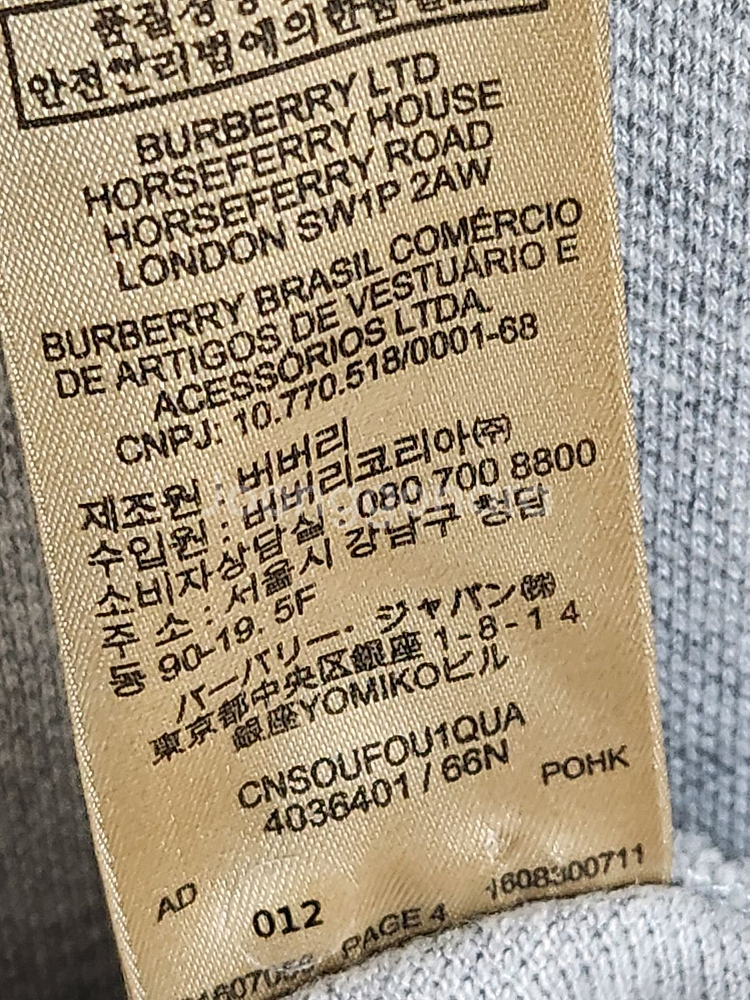 안전관리법에의한
BURBERRY LTD
HORSEFERRY HOUSE
HORSEFERRY ROAD
LONDON SW1P 2AW
BURBERRY BRASIL COMÉRCIO
DE ARTIGOS DE VESTUÁRIO E
ACESSÓRIOS LTDA.
CNPJ: 10.770.518/0001-68
제조원 : 버버리
수입원 : 버버리코리아㈜
소비자상담실 : 080 700 8800
주 소 : 서울시 강남구 청담
동 90-19. 5F
バーバリー・ジャパン㈱
東京都中央区銀座 1-8-14
銀座YOMIKOビル
CNSOUFOU1QUA
4036401 / 66N
POHK
AD
012
1608300711
PAGE 4